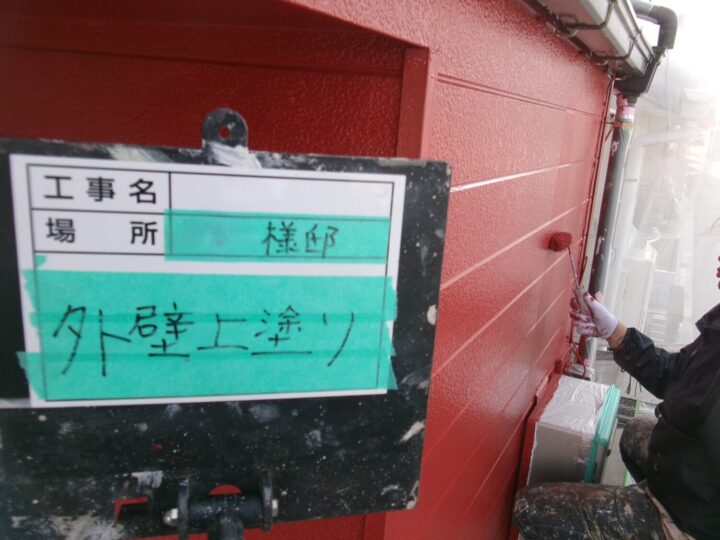 工事名
場所 様邸
外壁上塗り